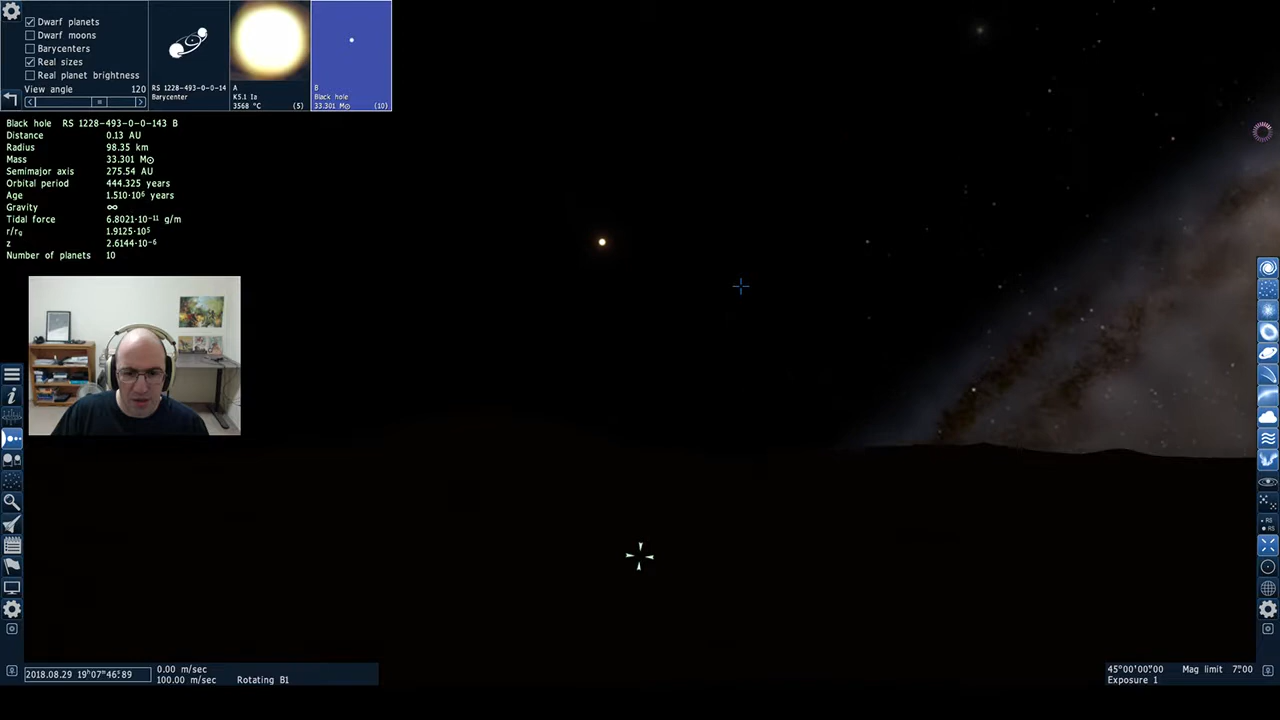 Dwarf planets
Dwarf moons
Barycenters
Real sizes
Real planet brightness
View angle 120
RS 1228-493-0-0-14
Barycenter
A
K5.1 Ia
3568 °C (5)
B
Black hole
33.301 M☉ (10)
Black hole RS 1228-493-0-0-143 B
Distance 0.13 AU
Radius 98.35 km
Mass 33.301 M☉
Semimajor axis 275.54 AU
Orbital period 444.325 years
Age 1.510·10⁶ years
Gravity ∞
Tidal force 6.8021·10⁻¹¹ g/m
r/rg 1.9125·10⁵
z 2.6144·10⁻⁶
Number of planets 10
RS
RS
2018.08.29 19ʰ07ᵐ46ˢ.89
0.00 m/sec
100.00 m/sec Rotating B1
45°00'00"00 Mag limit 7ᵐ00
Exposure 1